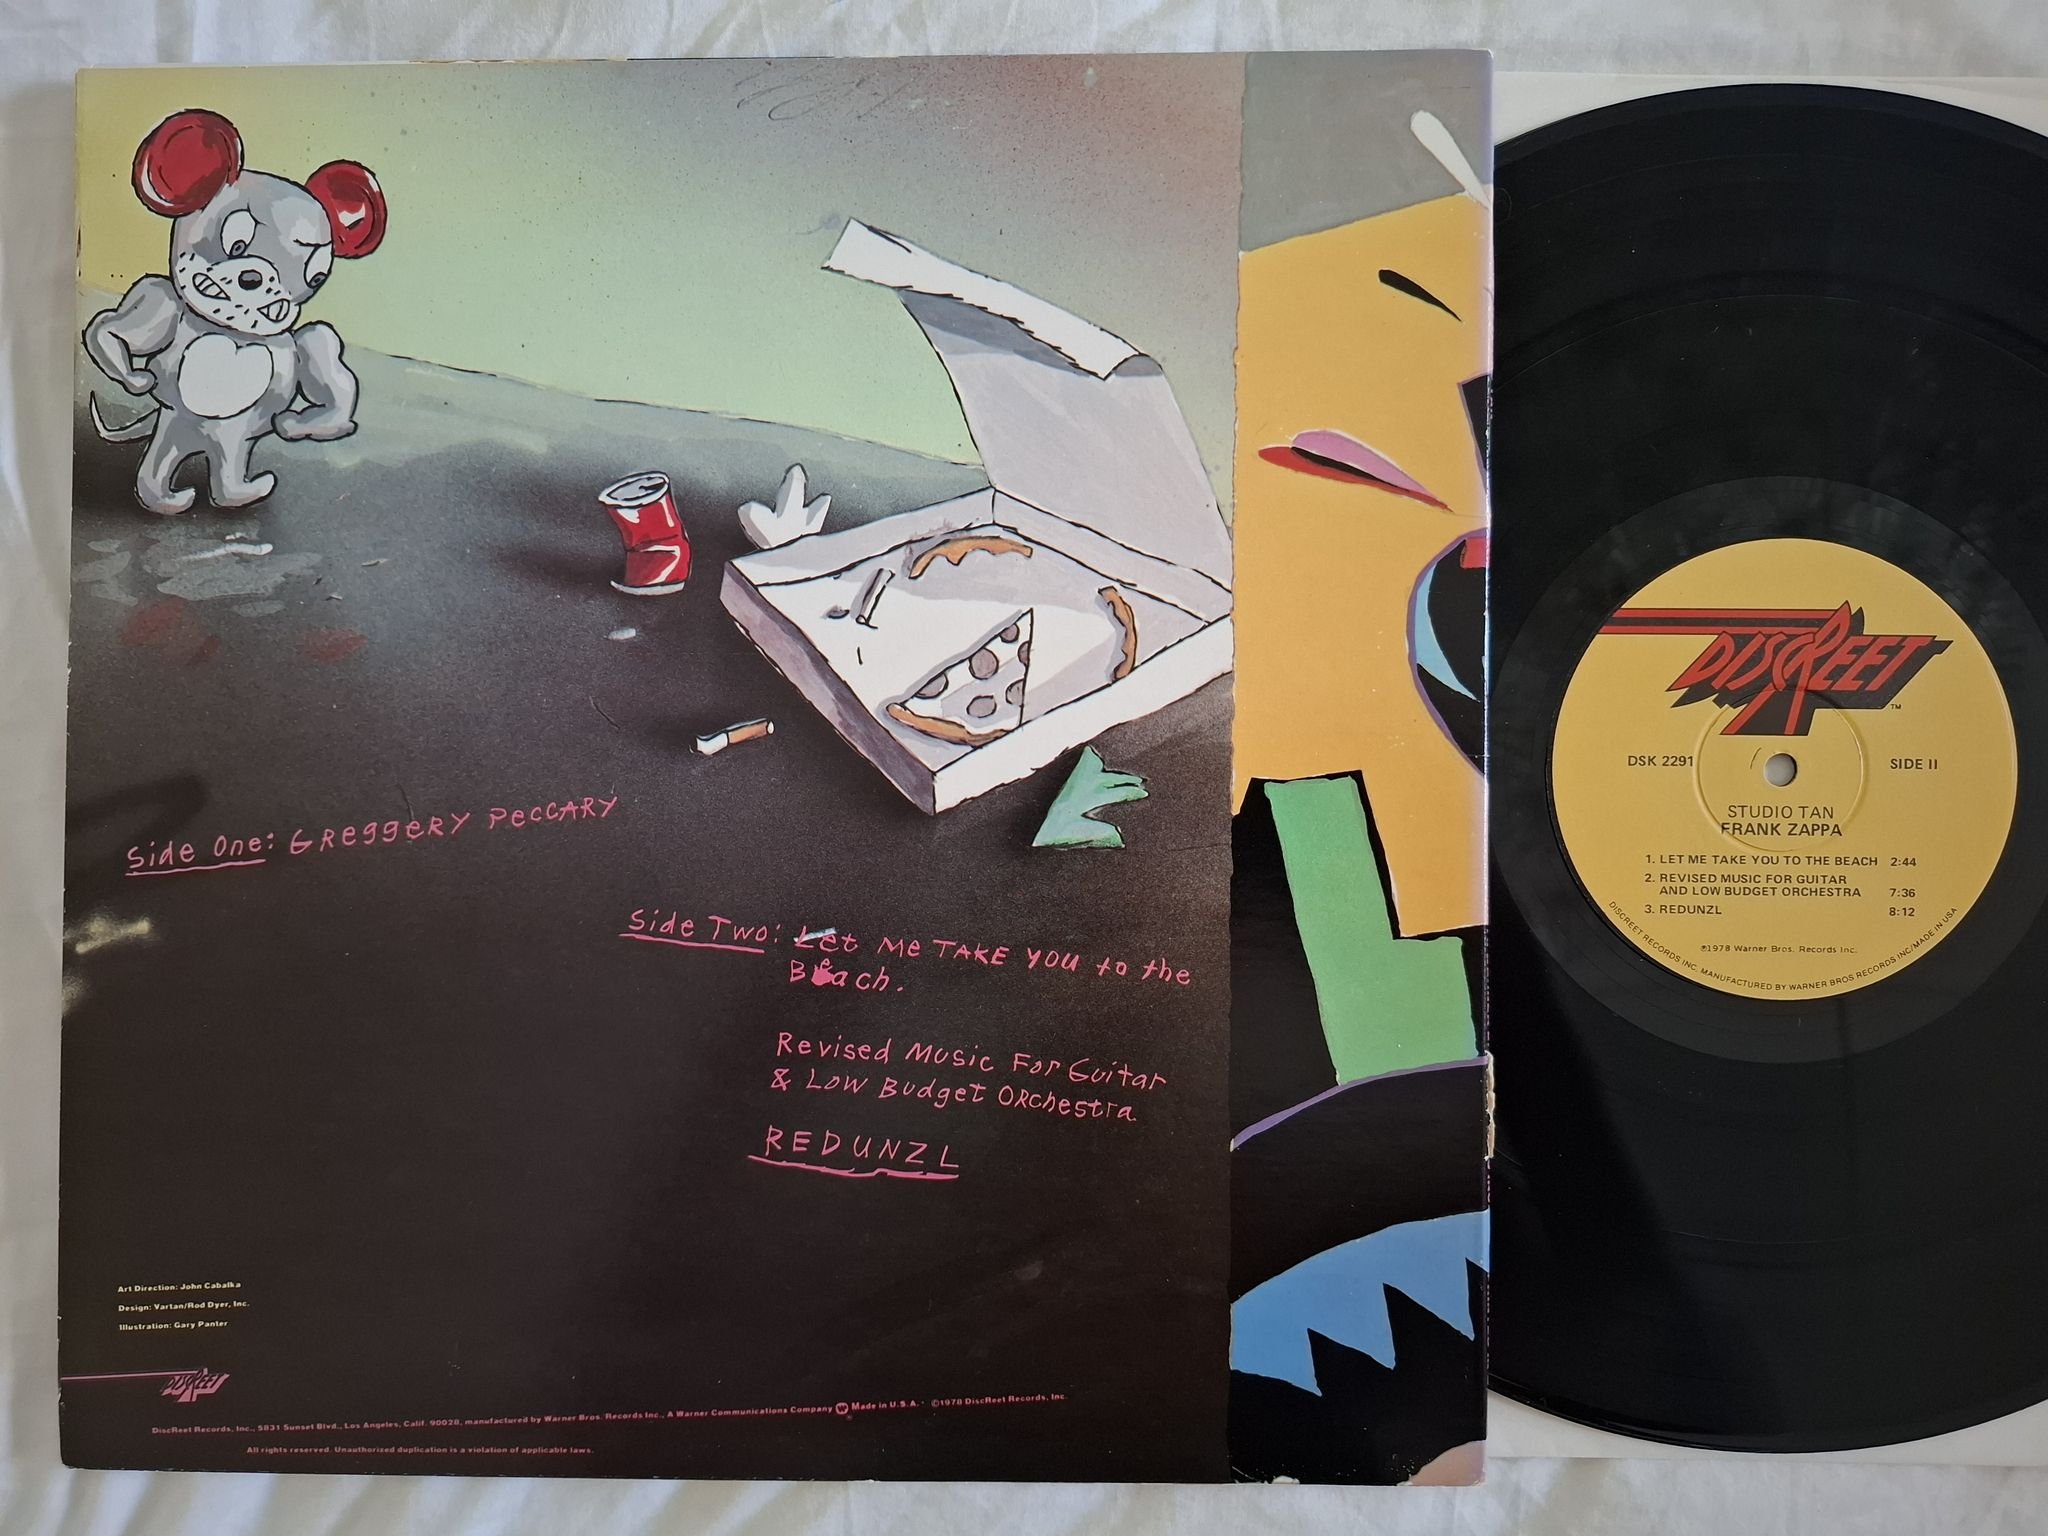 Side One: Greggery Peccary
Side Two: Let Me Take You to the
Beach.
Revised Music For Guitar
& Low Budget Orchestra
REDUNZL
Art Direction: John Cabalka
Design: Vartan/Rod Dyer, Inc.
Illustration: Gary Panter
DISCREET
DiscReet Records, Inc., 5831 Sunset Blvd., Los Angeles, Calif. 90028, manufactured by Warner Bros. Records Inc., A Warner Communications Company W Made in U.S.A. ©1978 DiscReet Records, Inc.
All rights reserved. Unauthorized duplication is a violation of applicable laws.
DISCREET
TM
DSK 2291 SIDE II
STUDIO TAN
FRANK ZAPPA
1. LET ME TAKE YOU TO THE BEACH 2:44
2. REVISED MUSIC FOR GUITAR
AND LOW BUDGET ORCHESTRA 7:36
3. REDUNZL 8:12
℗1978 Warner Bros. Records Inc.
DISCREET RECORDS INC. MANUFACTURED BY WARNER BROS RECORDS INC/MADE IN USA